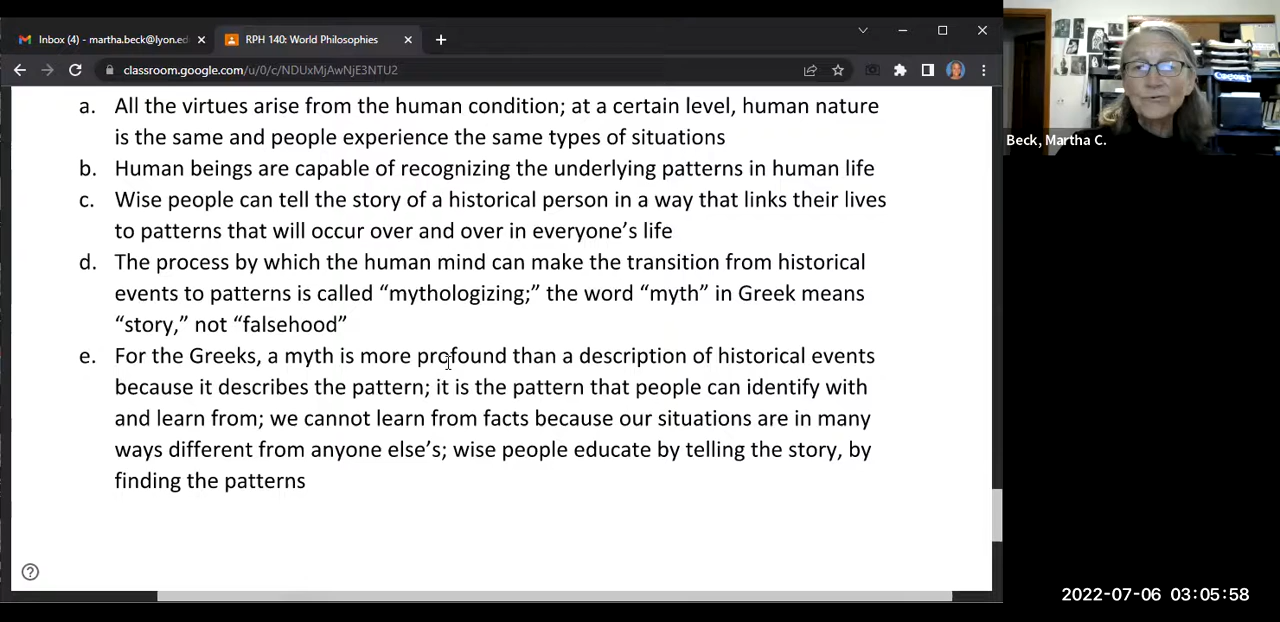 Inbox (4) - martha.beck@lyon.ed
RPH 140: World Philosophies
classroom.google.com/u/0/c/NDUxMjAwNjE3NTU2
a. All the virtues arise from the human condition; at a certain level, human nature
is the same and people experience the same types of situations
b. Human beings are capable of recognizing the underlying patterns in human life
c. Wise people can tell the story of a historical person in a way that links their lives
to patterns that will occur over and over in everyone’s life
d. The process by which the human mind can make the transition from historical
events to patterns is called “mythologizing;” the word “myth” in Greek means
“story,” not “falsehood”
e. For the Greeks, a myth is more profound than a description of historical events
because it describes the pattern; it is the pattern that people can identify with
and learn from; we cannot learn from facts because our situations are in many
ways different from anyone else’s; wise people educate by telling the story, by
finding the patterns
Beck, Martha C.
2022-07-06 03:05:58